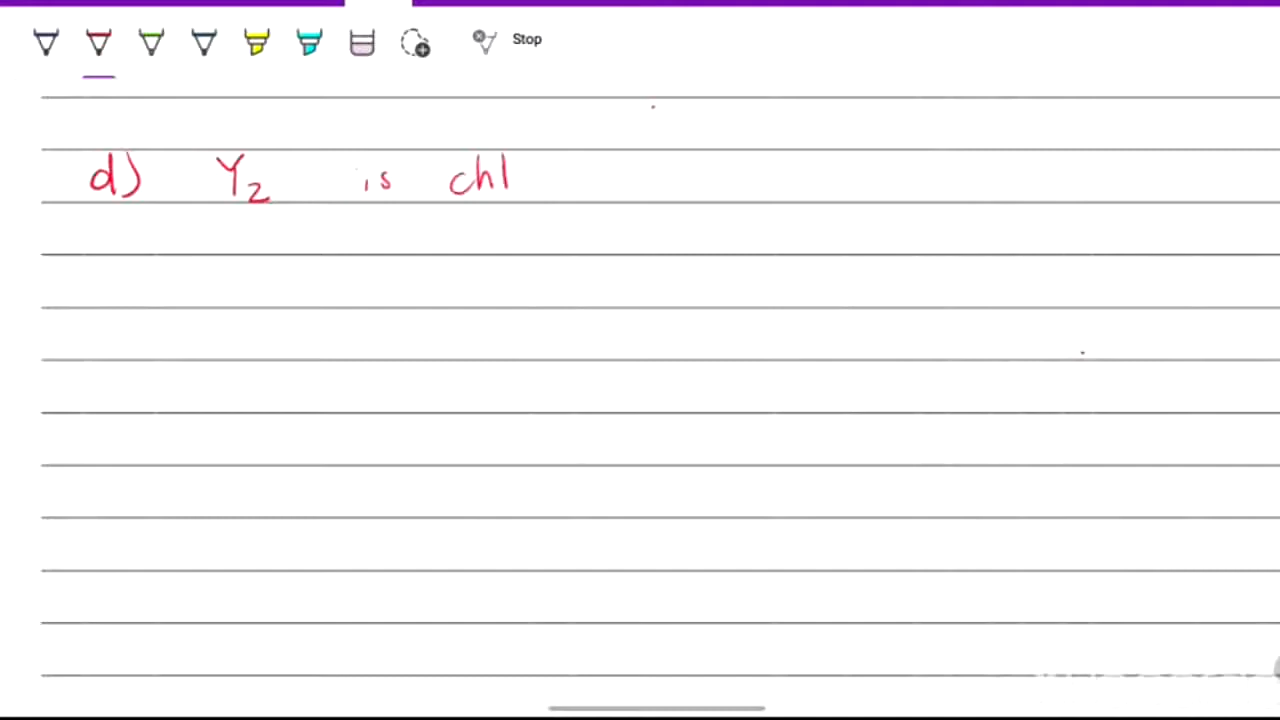 Stop
d) Y₂ is chl